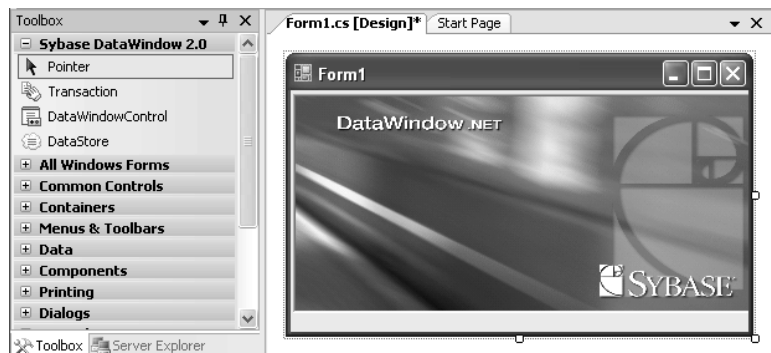 Toolbox
Sybase DataWindow 2.0
Pointer
Transaction
DataWindowControl
DataStore
All Windows Forms
Common Controls
Containers
Menus & Toolbars
Data
Components
Printing
Dialogs
Toolbox Server Explorer
Form1.cs [Design]* Start Page
Form1
DataWindow .NET
SYBASE